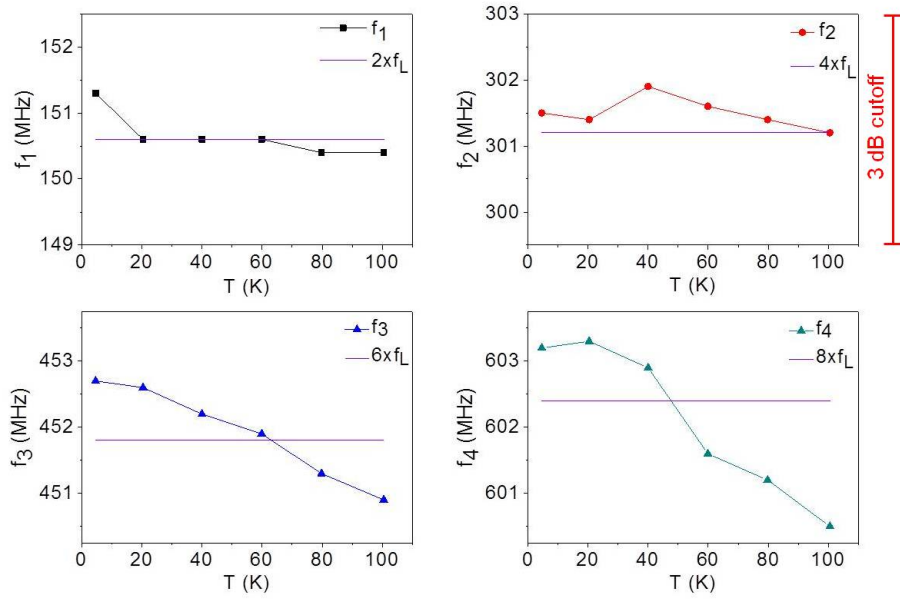 152
151
150
149
f1 (MHz)
f1
2xfL
0 20 40 60 80 100
T (K)
303
302
301
300
f2 (MHz)
f2
4xfL
0 20 40 60 80 100
T (K)
3 dB cutoff
453
452
451
f3 (MHz)
f3
6xfL
0 20 40 60 80 100
T (K)
603
602
601
f4 (MHz)
f4
8xfL
0 20 40 60 80 100
T (K)